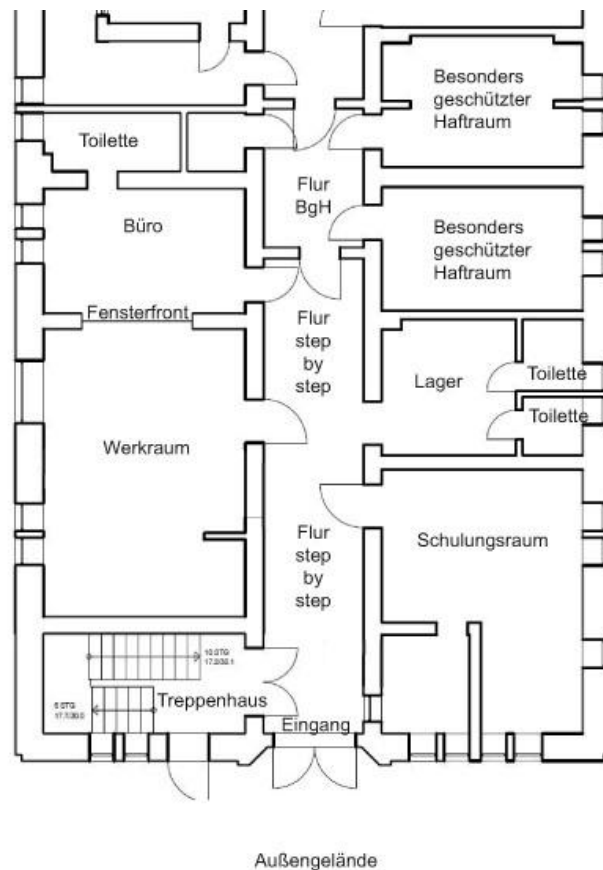 Besonders
geschützter
Haftraum
Toilette
Flur
BgH
Büro
Besonders
geschützter
Haftraum
Fensterfront
Flur
step
by
step
Lager
Toilette
Toilette
Werkraum
Flur
step
by
step
Schulungsraum
Treppenhaus
Eingang
Außengelände